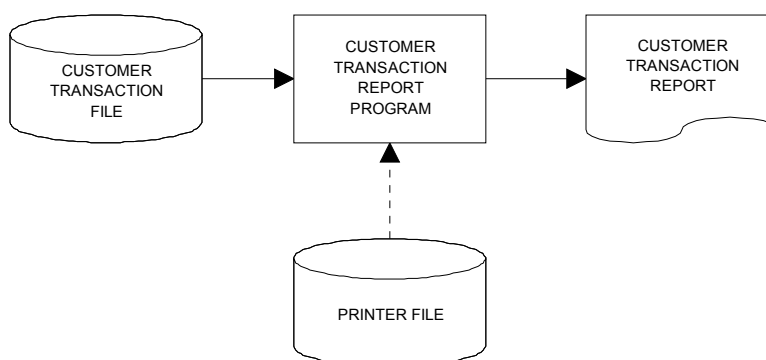 CUSTOMER
TRANSACTION
FILE
CUSTOMER
TRANSACTION
REPORT
PROGRAM
CUSTOMER
TRANSACTION
REPORT
PRINTER FILE